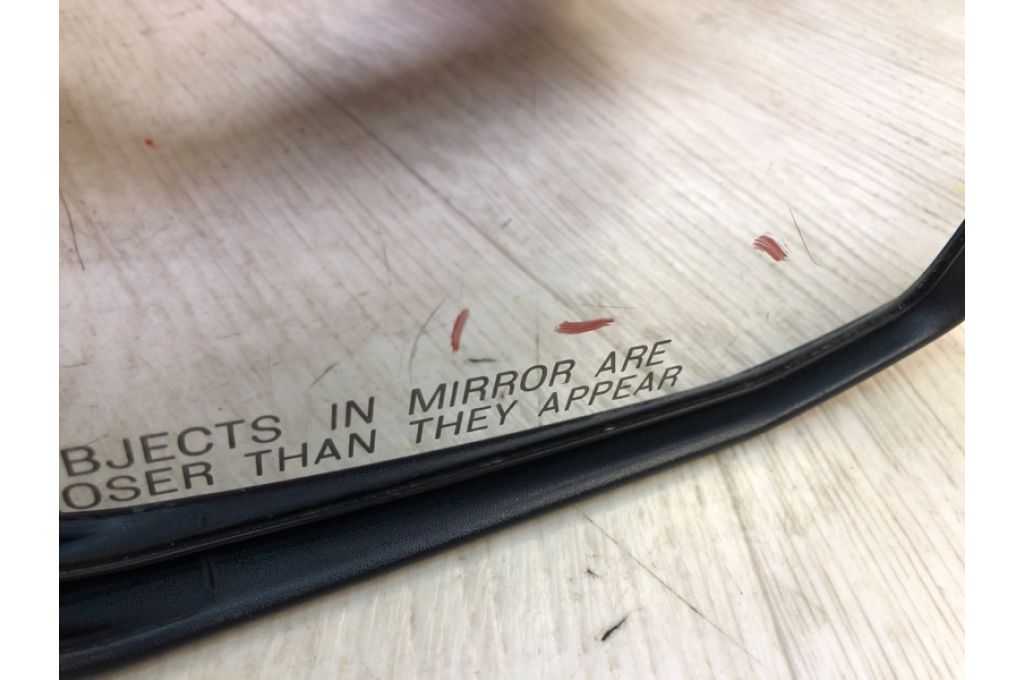 BJECTS IN MIRROR ARE
OSER THAN THEY APPEAR